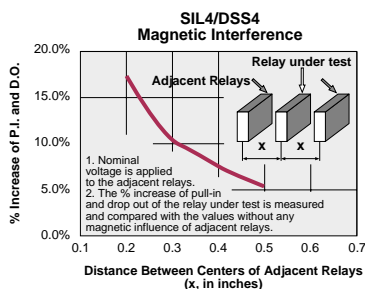 SIL4/DSS4
Magnetic Interference
% Increase of P.I. and D.O.
20.0%
15.0%
10.0%
5.0%
0.0%
Relay under test
Adjacent Relays
x x
1. Nominal
voltage is applied
to the adjacent relays.
2. The % increase of pull-in
and drop out of the relay under test is measured
and compared with the values without any
magnetic influence of adjacent relays.
0.1 0.2 0.3 0.4 0.5 0.6 0.7
Distance Between Centers of Adjacent Relays
(x, in inches)